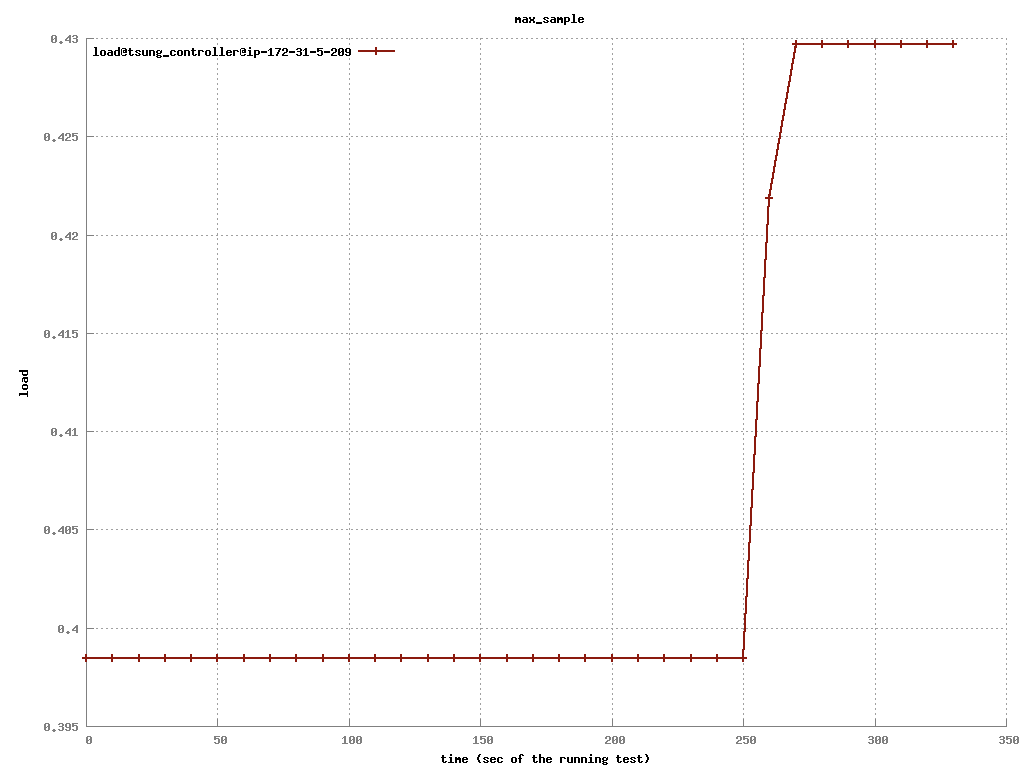 max_sample
load@tsung_controller@ip-172-31-5-209
0.43
0.425
0.42
0.415
0.41
0.405
0.4
0.395
load
0 50 100 150 200 250 300 350
time (sec of the running test)